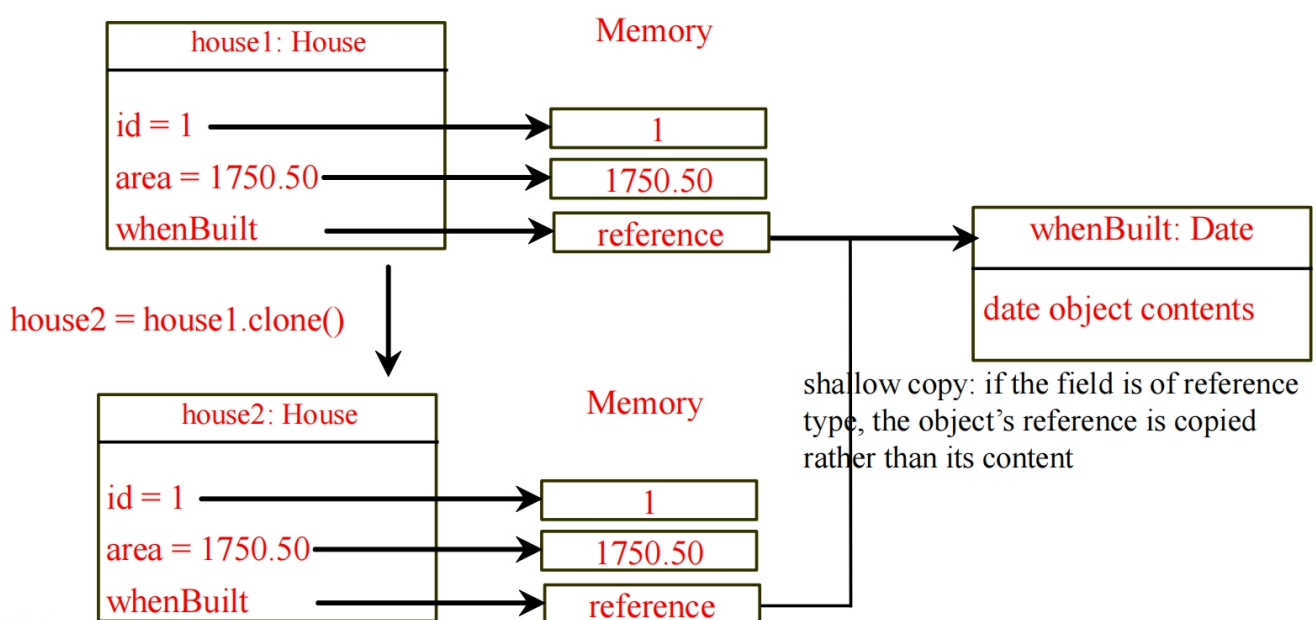 house1: House
Memory
id = 1
1
area = 1750.50
1750.50
whenBuilt
reference
whenBuilt: Date
date object contents
house2 = house1.clone()
shallow copy: if the field is of reference
type, the object’s reference is copied
rather than its content
house2: House
Memory
id = 1
1
area = 1750.50
1750.50
whenBuilt
reference